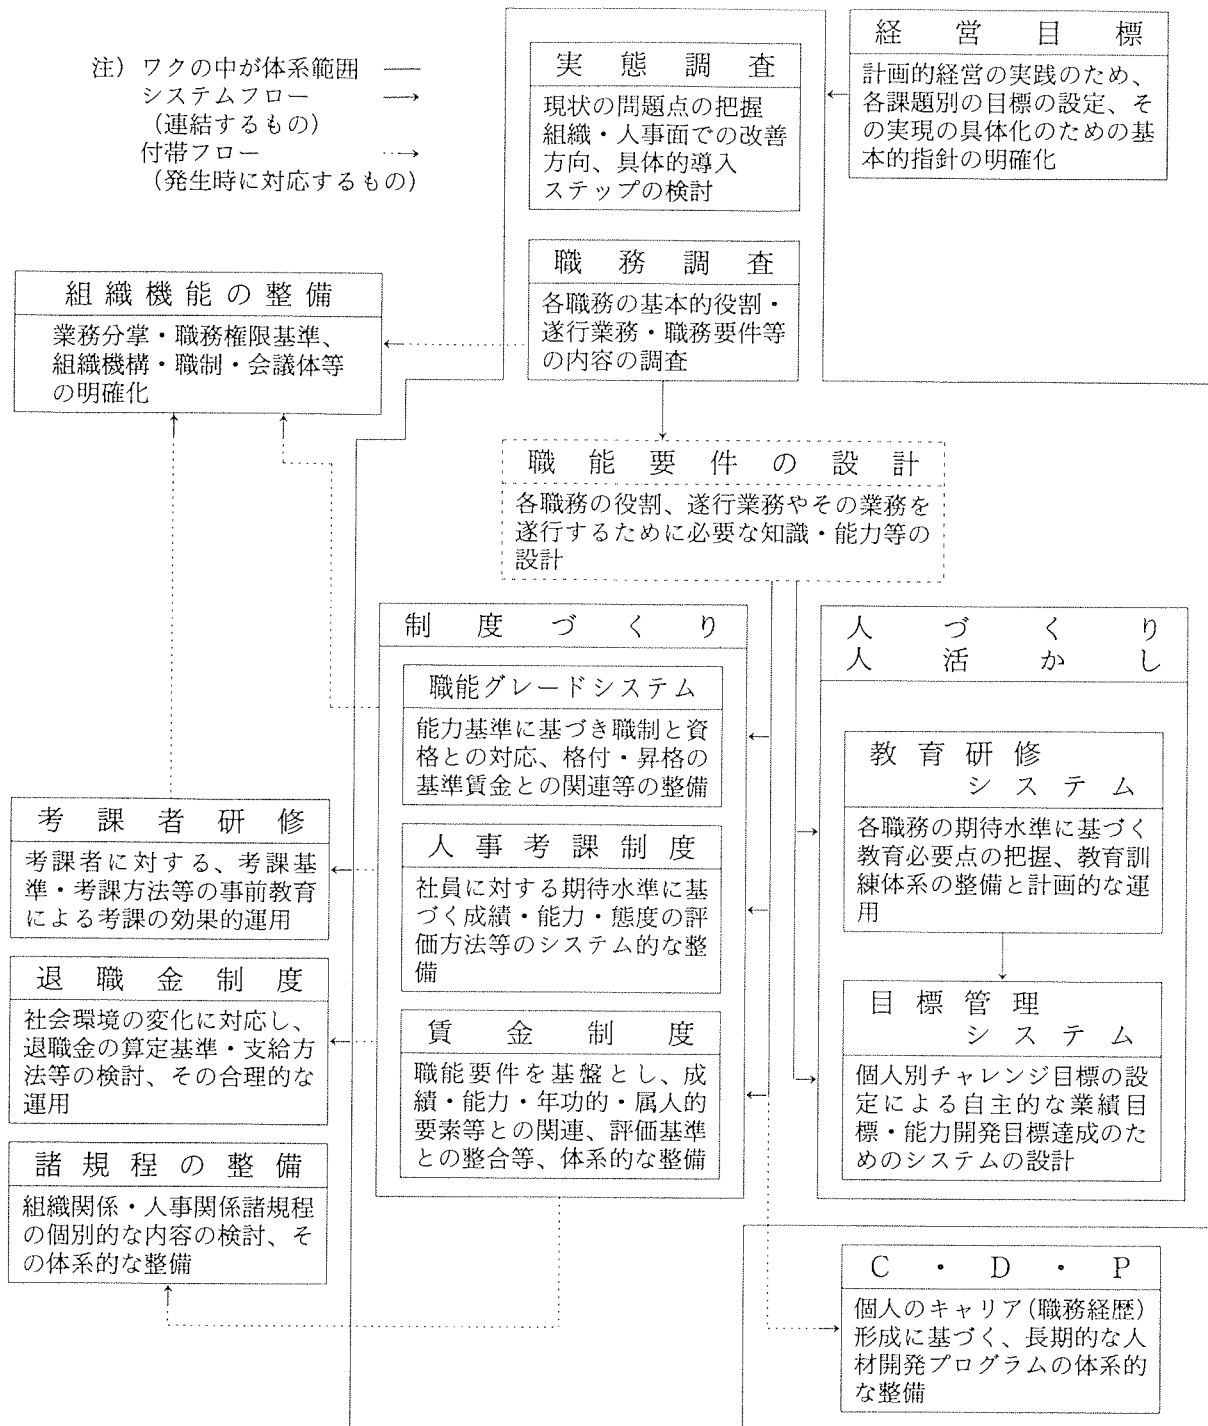 注）ワクの中が体系範囲 ──
システムフロー →
（連結するもの）
付帯フロー ‥→
（発生時に対応するもの）
経営目標
計画的経営の実践のため、
各課題別の目標の設定、そ
の実現の具体化のための基
本的指針の明確化
実態調査
現状の問題点の把握
組織・人事面での改善
方向、具体的導入
ステップの検討
職務調査
各職務の基本的役割・
遂行業務・職務要件等
の内容の調査
組織機能の整備
業務分掌・職務権限基準、
組織機構・職制・会議体等
の明確化
職能要件の設計
各職務の役割、遂行業務やその業務を
遂行するために必要な知識・能力等の
設計
制度づくり
職能グレードシステム
能力基準に基づき職制と資
格との対応、格付・昇格の
基準賃金との関連等の整備
人事考課制度
社員に対する期待水準に基
づく成績・能力・態度の評
価方法等のシステム的な整
備
賃金制度
職能要件を基盤とし、成
績・能力・年功的・属人的
要素等との関連、評価基準
との整合等、体系的な整備
人づくり
人活かし
教育研修
システム
各職務の期待水準に基づく
教育必要点の把握、教育訓
練体系の整備と計画的な運
用
目標管理
システム
個人別チャレンジ目標の設
定による自主的な業績目
標・能力開発目標達成のた
めのシステムの設計
考課者研修
考課者に対する、考課基
準・考課方法等の事前教育
による考課の効果的運用
退職金制度
社会環境の変化に対応し、
退職金の算定基準・支給方
法等の検討、その合理的な
運用
諸規程の整備
組織関係・人事関係諸規程
の個別的な内容の検討、そ
の体系的な整備
C・D・P
個人のキャリア(職務経歴)
形成に基づく、長期的な人
材開発プログラムの体系的
な整備